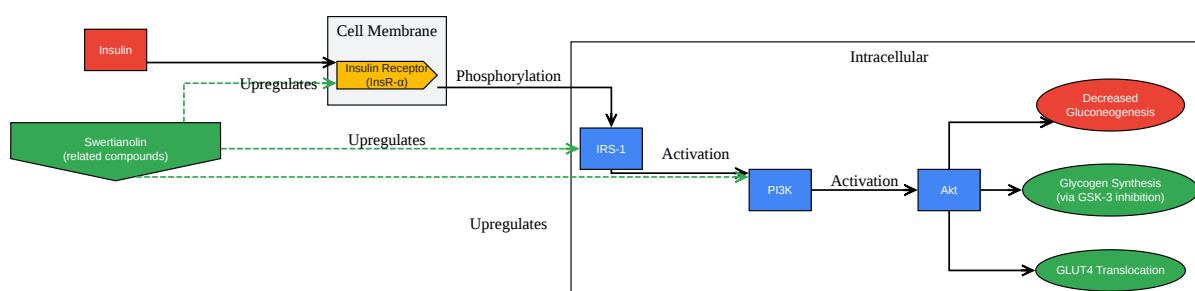 Insulin
Cell Membrane
Insulin Receptor
(InsR-α)
Upregulates
Phosphorylation
Intracellular
Swertianolin
(related compounds)
Upregulates
IRS-1
Activation
Upregulates
PI3K
Activation
Akt
Decreased
Gluconeogenesis
Glycogen Synthesis
(via GSK-3 inhibition)
GLUT4 Translocation